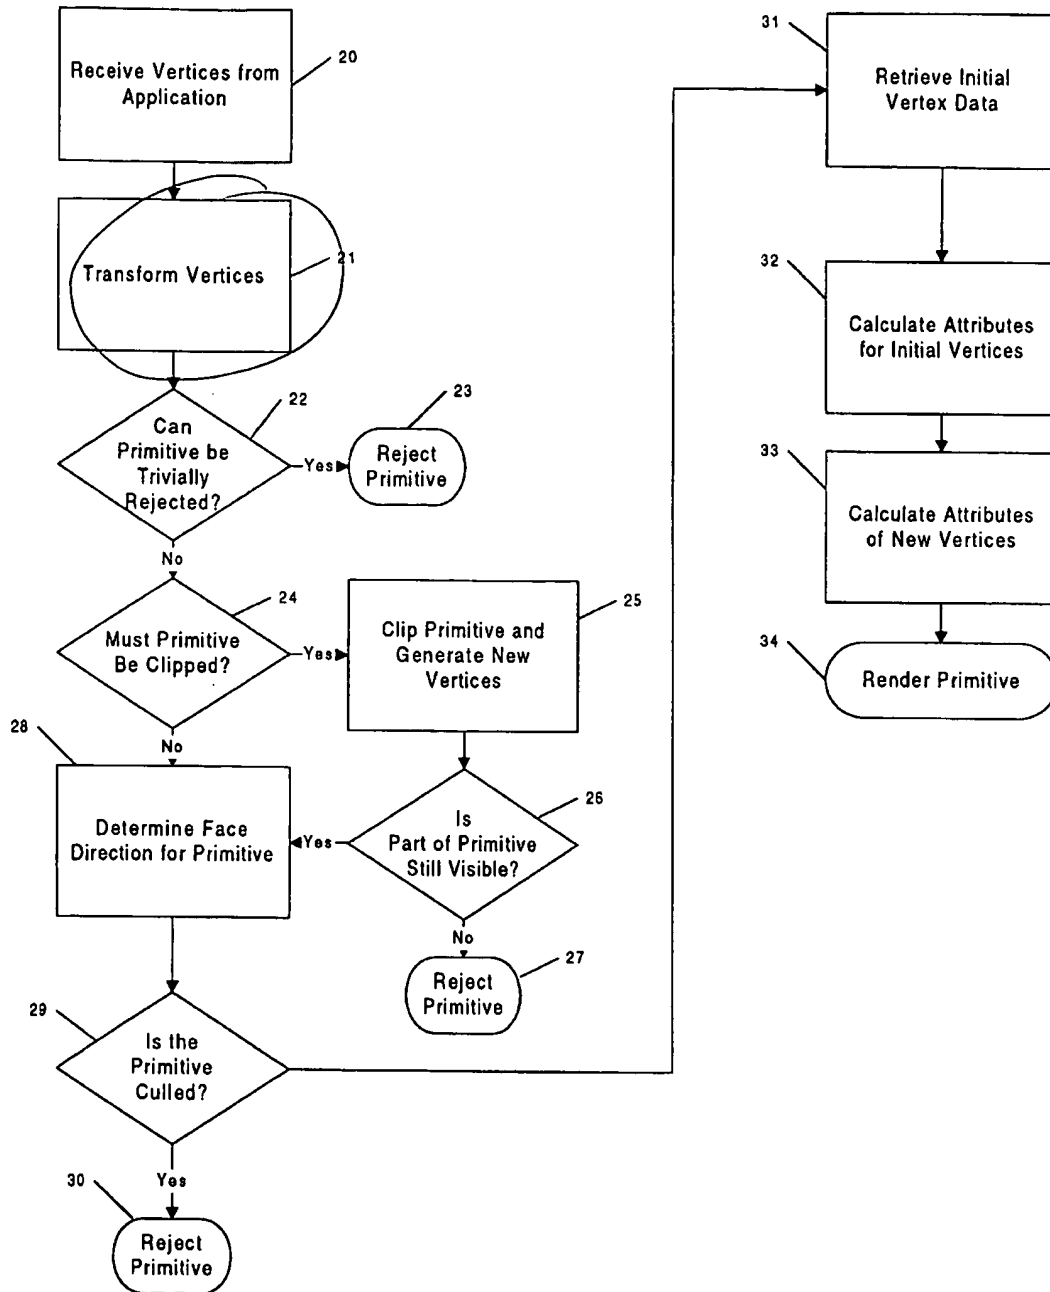 20
Receive Vertices from
Application
21
Transform Vertices
22
Can
Primitive be
Trivially
Rejected?
Yes
23
Reject
Primitive
No
24
Must Primitive
Be Clipped?
Yes
25
Clip Primitive and
Generate New
Vertices
No
28
Determine Face
Direction for Primitive
Yes
26
Is
Part of Primitive
Still Visible?
No
27
Reject
Primitive
29
Is the
Primitive
Culled?
Yes
30
Reject
Primitive
31
Retrieve Initial
Vertex Data
32
Calculate Attributes
for Initial Vertices
33
Calculate Attributes
of New Vertices
34
Render Primitive